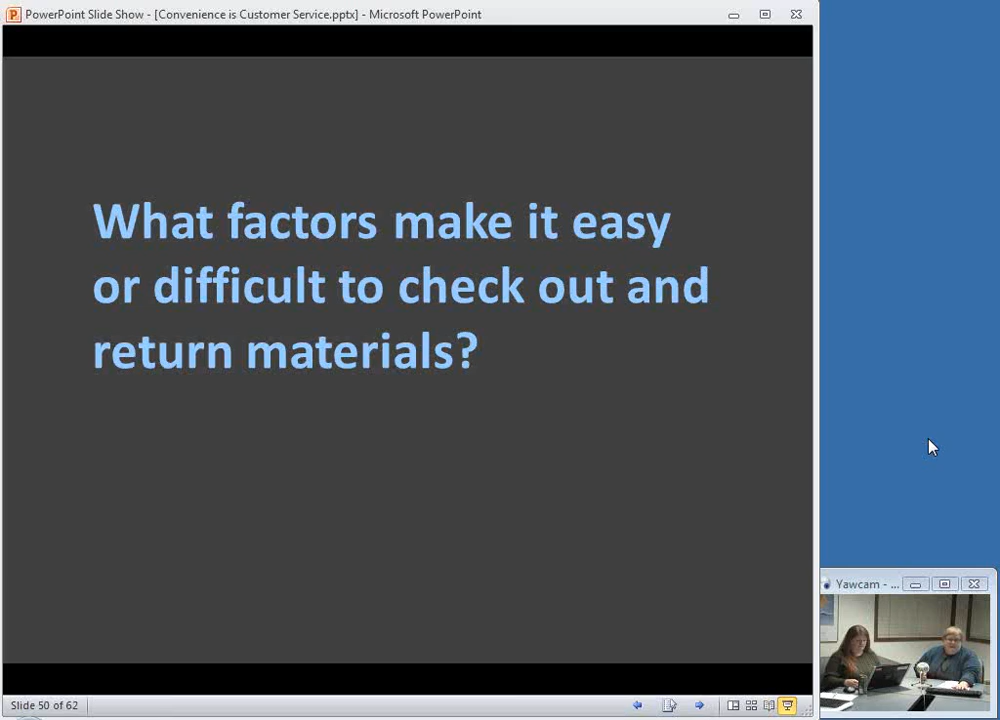 PowerPoint Slide Show - [Convenience is Customer Service.pptx] - Microsoft PowerPoint
What factors make it easy
or difficult to check out and
return materials?
Yawcam - ...
Slide 50 of 62